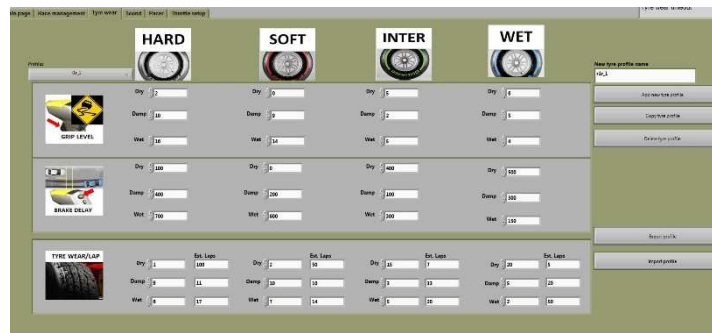 Race management Tyre wear Sound Pacer Throttle setup
HARD SOFT INTER WET
New tyre profile name
Add new tyre profile
Copy tyre profile
Delete tyre profile
GRIP LEVEL
Dry 2 Dry 0 Dry 5 Dry 6
Damp 10 Damp Damp 2 Damp
Wet 16 Wet 14 Wet Wet 4
BRAKE DELAY
Dry 100 Dry 0 Dry 400 Dry
Damp 400 Damp 200 Damp 100 Damp 300
Wet 700 Wet 600 Wet 300 Wet 150
Import profile
TYRE WEAR/LAP
Est. Laps Est. Laps Est. Laps Est. Laps
Dry 1 100 Dry 2 50 Dry 15 7 Dry 20 5
Damp 11 Damp 10 10 Damp 3 Damp 5 20
Wet 6 17 Wet 7 14 Wet 5 20 Wet 2 50